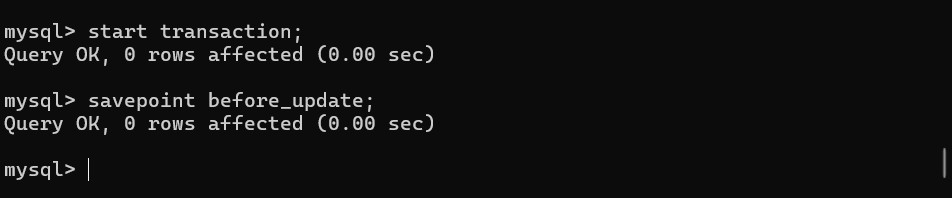 mysql> start transaction;
Query OK, 0 rows affected (0.00 sec)
mysql> savepoint before_update;
Query OK, 0 rows affected (0.00 sec)
mysql>